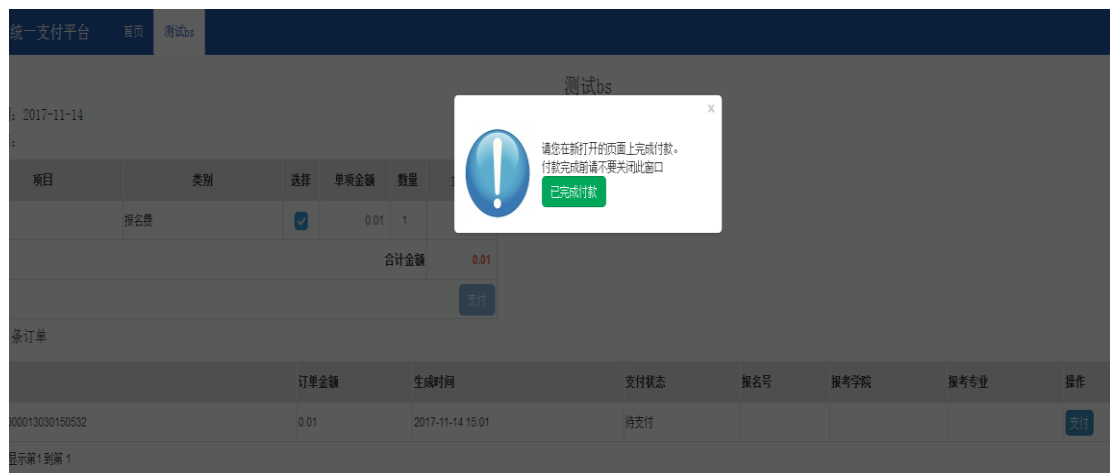 统一支付平台 首页 测试bs
测试bs
: 2017-11-14
:
x
请您在新打开的页面上完成付款。
付款完成前请不要关闭此窗口
已完成付款
项目 类别 选择 单项金额 数量
报名费 0.01 1
合计金额 0.01
支付
条订单
订单金额 生成时间 支付状态 报名号 报考学院 报考专业 操作
000013030150532 0.01 2017-11-14 15:01 待支付 支付
显示第1 到第 1